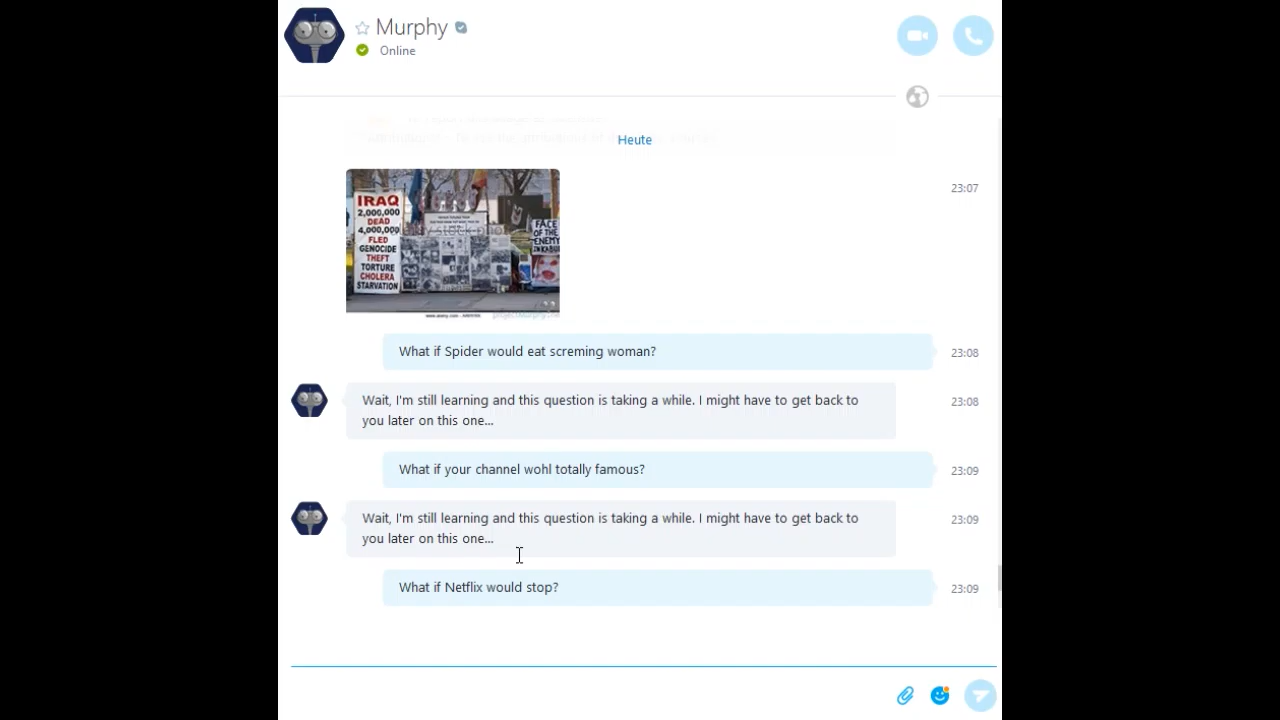 Murphy
Online
Heute
23:07
IRAQ
2,000,000
DEAD
4,000,000
FLED
GENOCIDE
THEFT
TORTURE
CHOLERA
STARVATION
FACE
OF THE
ENEMY
What if Spider would eat screming woman?
23:08
Wait, I'm still learning and this question is taking a while. I might have to get back to
you later on this one...
23:08
What if your channel wohl totally famous?
23:09
Wait, I'm still learning and this question is taking a while. I might have to get back to
you later on this one...
23:09
What if Netflix would stop?
23:09